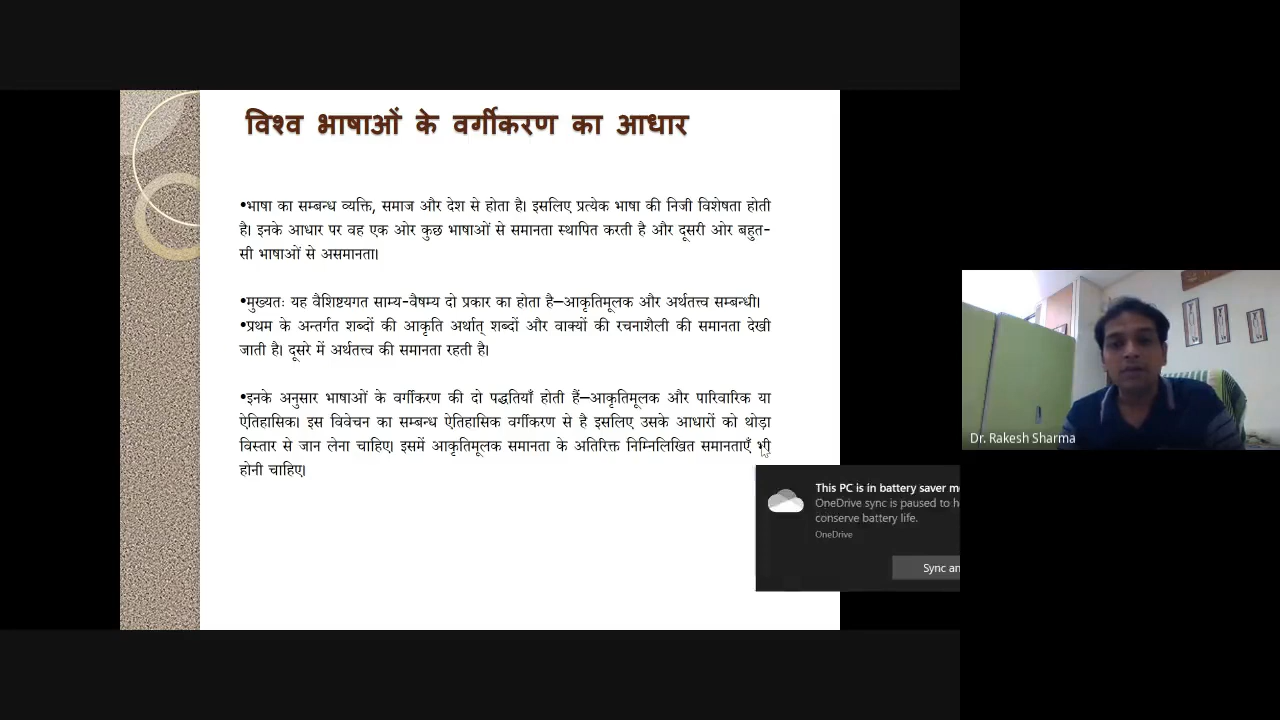 विश्व भाषाओं के वर्गीकरण का आधार
•भाषा का सम्बन्ध व्यक्ति, समाज और देश से होता है। इसलिए प्रत्येक भाषा की निजी विशेषता होती
है। इनके आधार पर वह एक ओर कुछ भाषाओं से समानता स्थापित करती है और दूसरी ओर बहुत-
सी भाषाओं से असमानता।
•मुख्यतः यह वैशिष्टयगत साम्य-वैषम्य दो प्रकार का होता है—आकृतिमूलक और अर्थतत्त्व सम्बन्धी।
•प्रथम के अन्तर्गत शब्दों की आकृति अर्थात् शब्दों और वाक्यों की रचनाशैली की समानता देखी
जाती है। दूसरे में अर्थतत्त्व की समानता रहती है।
•इनके अनुसार भाषाओं के वर्गीकरण की दो पद्धतियाँ होती हैं—आकृतिमूलक और पारिवारिक या
ऐतिहासिक। इस विवेचन का सम्बन्ध ऐतिहासिक वर्गीकरण से है इसलिए उसके आधारों को थोड़ा
विस्तार से जान लेना चाहिए। इसमें आकृतिमूलक समानता के अतिरिक्त निम्निलिखित समानताएँ भी
होनी चाहिए।
Dr. Rakesh Sharma
This PC is in battery saver m
OneDrive sync is paused to h
conserve battery life.
OneDrive
Sync an